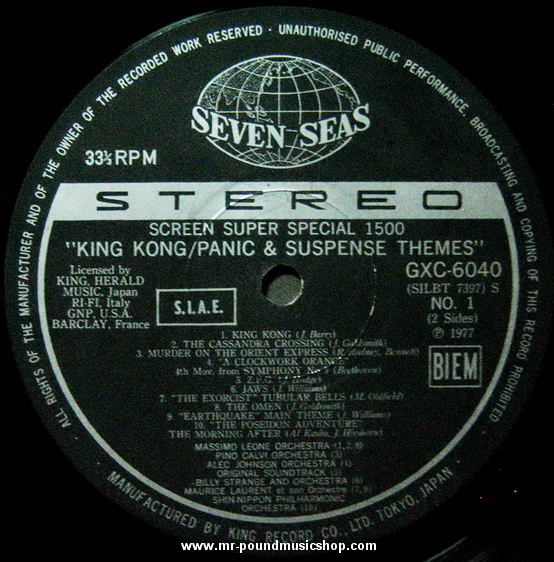 ALL RIGHTS OF THE MANUFACTURER AND OF THE OWNER OF THE RECORDED WORK RESERVED · UNAUTHORISED PUBLIC PERFORMANCE, BROADCASTING AND COPYING OF THIS RECORD PROHIBITED
SEVEN SEAS
33⅓ RPM
STEREO
SCREEN SUPER SPECIAL 1500
"KING KONG/PANIC & SUSPENSE THEMES"
Licensed by
KING, HERALD
MUSIC, Japan
RI-FI, Italy
GNP, U.S.A.
BARCLAY, France
S.I.A.E.
GXC-6040
(SILBT 7397) S
NO. 1
(2 Sides)
Ⓟ 1977
BIEM
1. KING KONG (J. Barry)
2. THE CASSANDRA CROSSING (J. Goldsmith)
3. MURDER ON THE ORIENT EXPRESS (R. Rodney, Bennett)
4. "A CLOCKWORK ORANGE"
4th Mov. from SYMPHONY No. 9 (Beethoven)
5. Z.P.G. (J. Hodge)
6. JAWS (J. Williams)
7. "THE EXORCIST" TUBULAR BELLS (M. Oldfield)
8. THE OMEN (J. Goldsmith)
9. "EARTHQUAKE" MAIN THEME (J. Williams)
10. "THE POSEIDON ADVENTURE"
THE MORNING AFTER (Al Kasha, J. Hirshorn)
MASSIMO LEONE ORCHESTRA (1,2,8)
PINO CALVI ORCHESTRA (3)
ALEC JOHNSON ORCHESTRA (4)
ORIGINAL SOUNDTRACK (5)
BILLY STRANGE AND ORCHESTRA (6)
MAURICE LAURENT et son Orchestre (7,9)
SHIN-NIPPON PHILHARMONIC
ORCHESTRA (10)
MANUFACTURED BY KING RECORD CO., LTD. TOKYO, JAPAN
www.mr-poundmusicshop.com